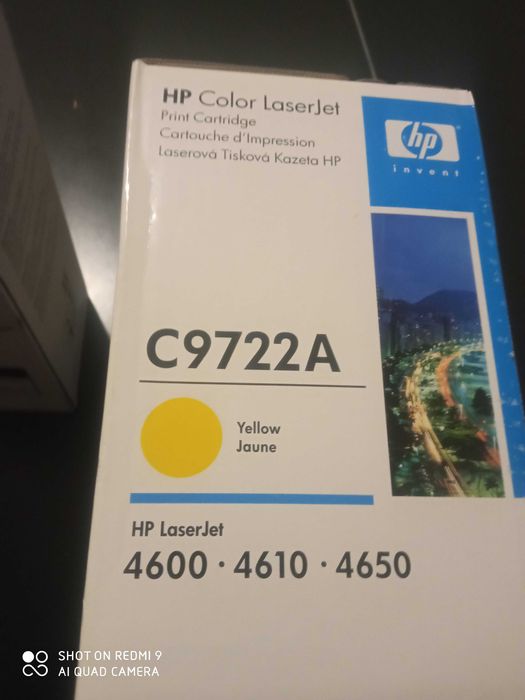 HP Color LaserJet
Print Cartridge
Cartouche d'Impression
Laserová Tisková Kazeta HP
hp
invent
C9722A
Yellow
Jaune
HP LaserJet
4600 · 4610 · 4650
SHOT ON REDMI 9
AI QUAD CAMERA